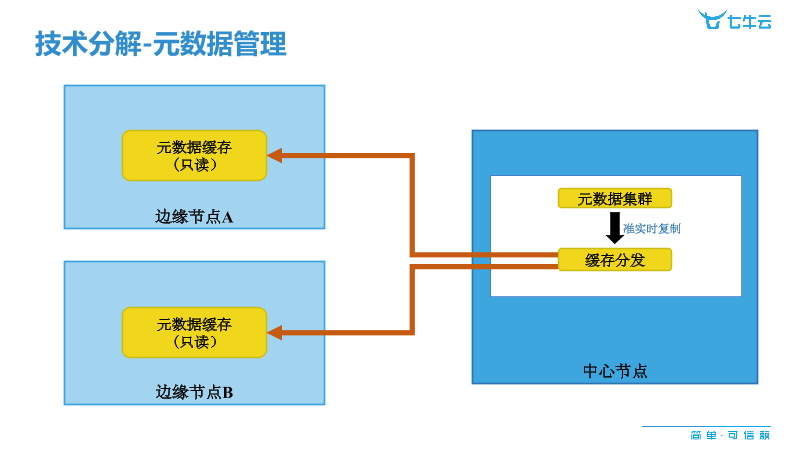 七牛云
技术分解-元数据管理
元数据缓存
（只读）
边缘节点A
元数据集群
准实时复制
缓存分发
中心节点
元数据缓存
（只读）
边缘节点B
简单·可信赖